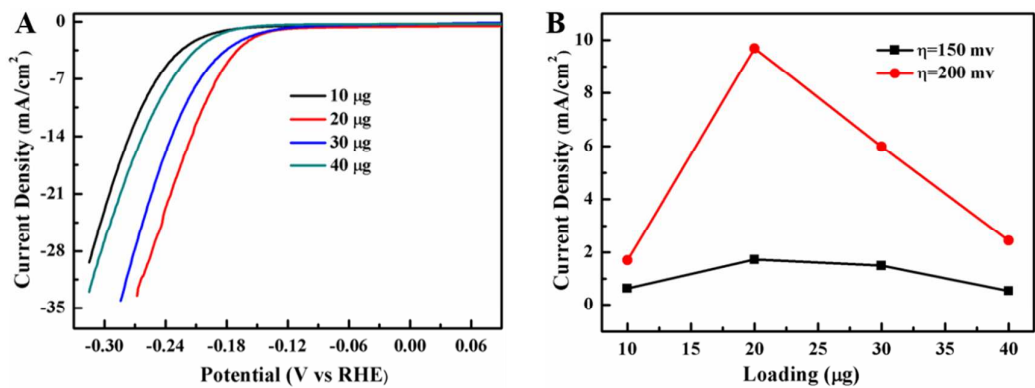 A
0
-7
-14
-21
-28
-35
Current Density (mA/cm²)
10 µg
20 µg
30 µg
40 µg
-0.30 -0.24 -0.18 -0.12 -0.06 0.00 0.06
Potential (V vs RHE)
B
10
8
6
4
2
0
Current Density (mA/cm²)
η=150 mv
η=200 mv
10 15 20 25 30 35 40
Loading (µg)